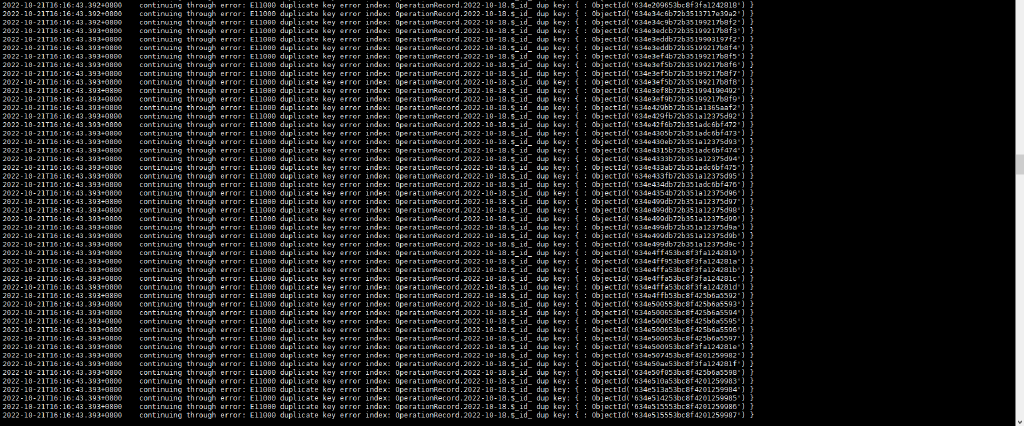 2022-10-21T16:16:43.392+0800 continuing through error: E11000 duplicate key error index: OperationRecord.2022-10-18.$_id_ dup key: { : ObjectId('634e209653bc8f3fa1242818') }
2022-10-21T16:16:43.393+0800 continuing through error: E11000 duplicate key error index: OperationRecord.2022-10-18.$_id_ dup key: { : ObjectId('634e34c6b72b3513717e39a2') }
2022-10-21T16:16:43.393+0800 continuing through error: E11000 duplicate key error index: OperationRecord.2022-10-18.$_id_ dup key: { : ObjectId('634e34c9b72b35199217b8f2') }
2022-10-21T16:16:43.393+0800 continuing through error: E11000 duplicate key error index: OperationRecord.2022-10-18.$_id_ dup key: { : ObjectId('634e3edcb72b35199217b8f3') }
2022-10-21T16:16:43.393+0800 continuing through error: E11000 duplicate key error index: OperationRecord.2022-10-18.$_id_ dup key: { : ObjectId('634e3eddb72b3519903197f2') }
2022-10-21T16:16:43.393+0800 continuing through error: E11000 duplicate key error index: OperationRecord.2022-10-18.$_id_ dup key: { : ObjectId('634e3eddb72b35199217b8f4') }
2022-10-21T16:16:43.393+0800 continuing through error: E11000 duplicate key error index: OperationRecord.2022-10-18.$_id_ dup key: { : ObjectId('634e3ef4b72b35199217b8f5') }
2022-10-21T16:16:43.393+0800 continuing through error: E11000 duplicate key error index: OperationRecord.2022-10-18.$_id_ dup key: { : ObjectId('634e3ef5b72b35199217b8f6') }
2022-10-21T16:16:43.393+0800 continuing through error: E11000 duplicate key error index: OperationRecord.2022-10-18.$_id_ dup key: { : ObjectId('634e3ef5b72b35199217b8f7') }
2022-10-21T16:16:43.393+0800 continuing through error: E11000 duplicate key error index: OperationRecord.2022-10-18.$_id_ dup key: { : ObjectId('634e3ef5b72b35199217b8f8') }
2022-10-21T16:16:43.393+0800 continuing through error: E11000 duplicate key error index: OperationRecord.2022-10-18.$_id_ dup key: { : ObjectId('634e3ef8b72b351994190492') }
2022-10-21T16:16:43.393+0800 continuing through error: E11000 duplicate key error index: OperationRecord.2022-10-18.$_id_ dup key: { : ObjectId('634e3ef9b72b35199217b8f9') }
2022-10-21T16:16:43.393+0800 continuing through error: E11000 duplicate key error index: OperationRecord.2022-10-18.$_id_ dup key: { : ObjectId('634e429bb72b351a1365aaf2') }
2022-10-21T16:16:43.393+0800 continuing through error: E11000 duplicate key error index: OperationRecord.2022-10-18.$_id_ dup key: { : ObjectId('634e429fb72b351a12375d92') }
2022-10-21T16:16:43.393+0800 continuing through error: E11000 duplicate key error index: OperationRecord.2022-10-18.$_id_ dup key: { : ObjectId('634e42f6b72b351adc6bf472') }
2022-10-21T16:16:43.393+0800 continuing through error: E11000 duplicate key error index: OperationRecord.2022-10-18.$_id_ dup key: { : ObjectId('634e4305b72b351adc6bf473') }
2022-10-21T16:16:43.393+0800 continuing through error: E11000 duplicate key error index: OperationRecord.2022-10-18.$_id_ dup key: { : ObjectId('634e430eb72b351a12375d93') }
2022-10-21T16:16:43.393+0800 continuing through error: E11000 duplicate key error index: OperationRecord.2022-10-18.$_id_ dup key: { : ObjectId('634e4315b72b351adc6bf474') }
2022-10-21T16:16:43.393+0800 continuing through error: E11000 duplicate key error index: OperationRecord.2022-10-18.$_id_ dup key: { : ObjectId('634e4333b72b351a12375d94') }
2022-10-21T16:16:43.393+0800 continuing through error: E11000 duplicate key error index: OperationRecord.2022-10-18.$_id_ dup key: { : ObjectId('634e433ab72b351adc6bf475') }
2022-10-21T16:16:43.393+0800 continuing through error: E11000 duplicate key error index: OperationRecord.2022-10-18.$_id_ dup key: { : ObjectId('634e433fb72b351a12375d95') }
2022-10-21T16:16:43.393+0800 continuing through error: E11000 duplicate key error index: OperationRecord.2022-10-18.$_id_ dup key: { : ObjectId('634e434db72b351adc6bf476') }
2022-10-21T16:16:43.393+0800 continuing through error: E11000 duplicate key error index: OperationRecord.2022-10-18.$_id_ dup key: { : ObjectId('634e4354b72b351a12375d96') }
2022-10-21T16:16:43.393+0800 continuing through error: E11000 duplicate key error index: OperationRecord.2022-10-18.$_id_ dup key: { : ObjectId('634e499db72b351a12375d97') }
2022-10-21T16:16:43.393+0800 continuing through error: E11000 duplicate key error index: OperationRecord.2022-10-18.$_id_ dup key: { : ObjectId('634e499db72b351a12375d98') }
2022-10-21T16:16:43.393+0800 continuing through error: E11000 duplicate key error index: OperationRecord.2022-10-18.$_id_ dup key: { : ObjectId('634e499db72b351a12375d99') }
2022-10-21T16:16:43.393+0800 continuing through error: E11000 duplicate key error index: OperationRecord.2022-10-18.$_id_ dup key: { : ObjectId('634e499db72b351a12375d9a') }
2022-10-21T16:16:43.393+0800 continuing through error: E11000 duplicate key error index: OperationRecord.2022-10-18.$_id_ dup key: { : ObjectId('634e499db72b351a12375d9b') }
2022-10-21T16:16:43.393+0800 continuing through error: E11000 duplicate key error index: OperationRecord.2022-10-18.$_id_ dup key: { : ObjectId('634e499db72b351a12375d9c') }
2022-10-21T16:16:43.393+0800 continuing through error: E11000 duplicate key error index: OperationRecord.2022-10-18.$_id_ dup key: { : ObjectId('634e4ff453bc8f3fa1242819') }
2022-10-21T16:16:43.393+0800 continuing through error: E11000 duplicate key error index: OperationRecord.2022-10-18.$_id_ dup key: { : ObjectId('634e4ff953bc8f3fa124281a') }
2022-10-21T16:16:43.393+0800 continuing through error: E11000 duplicate key error index: OperationRecord.2022-10-18.$_id_ dup key: { : ObjectId('634e4ffa53bc8f3fa124281b') }
2022-10-21T16:16:43.393+0800 continuing through error: E11000 duplicate key error index: OperationRecord.2022-10-18.$_id_ dup key: { : ObjectId('634e4ffa53bc8f3fa124281c') }
2022-10-21T16:16:43.393+0800 continuing through error: E11000 duplicate key error index: OperationRecord.2022-10-18.$_id_ dup key: { : ObjectId('634e4ffa53bc8f3fa124281d') }
2022-10-21T16:16:43.393+0800 continuing through error: E11000 duplicate key error index: OperationRecord.2022-10-18.$_id_ dup key: { : ObjectId('634e4ffb53bc8f425b6a5592') }
2022-10-21T16:16:43.393+0800 continuing through error: E11000 duplicate key error index: OperationRecord.2022-10-18.$_id_ dup key: { : ObjectId('634e500553bc8f425b6a5593') }
2022-10-21T16:16:43.393+0800 continuing through error: E11000 duplicate key error index: OperationRecord.2022-10-18.$_id_ dup key: { : ObjectId('634e500653bc8f425b6a5594') }
2022-10-21T16:16:43.393+0800 continuing through error: E11000 duplicate key error index: OperationRecord.2022-10-18.$_id_ dup key: { : ObjectId('634e500653bc8f425b6a5595') }
2022-10-21T16:16:43.393+0800 continuing through error: E11000 duplicate key error index: OperationRecord.2022-10-18.$_id_ dup key: { : ObjectId('634e500653bc8f425b6a5596') }
2022-10-21T16:16:43.393+0800 continuing through error: E11000 duplicate key error index: OperationRecord.2022-10-18.$_id_ dup key: { : ObjectId('634e500653bc8f425b6a5597') }
2022-10-21T16:16:43.393+0800 continuing through error: E11000 duplicate key error index: OperationRecord.2022-10-18.$_id_ dup key: { : ObjectId('634e500953bc8f3fa124281e') }
2022-10-21T16:16:43.393+0800 continuing through error: E11000 duplicate key error index: OperationRecord.2022-10-18.$_id_ dup key: { : ObjectId('634e507453bc8f4201259982') }
2022-10-21T16:16:43.393+0800 continuing through error: E11000 duplicate key error index: OperationRecord.2022-10-18.$_id_ dup key: { : ObjectId('634e50ae53bc8f3fa124281f') }
2022-10-21T16:16:43.393+0800 continuing through error: E11000 duplicate key error index: OperationRecord.2022-10-18.$_id_ dup key: { : ObjectId('634e50f053bc8f425b6a5598') }
2022-10-21T16:16:43.393+0800 continuing through error: E11000 duplicate key error index: OperationRecord.2022-10-18.$_id_ dup key: { : ObjectId('634e510a53bc8f4201259983') }
2022-10-21T16:16:43.393+0800 continuing through error: E11000 duplicate key error index: OperationRecord.2022-10-18.$_id_ dup key: { : ObjectId('634e513a53bc8f4201259984') }
2022-10-21T16:16:43.393+0800 continuing through error: E11000 duplicate key error index: OperationRecord.2022-10-18.$_id_ dup key: { : ObjectId('634e514253bc8f4201259985') }
2022-10-21T16:16:43.393+0800 continuing through error: E11000 duplicate key error index: OperationRecord.2022-10-18.$_id_ dup key: { : ObjectId('634e515553bc8f4201259986') }
2022-10-21T16:16:43.393+0800 continuing through error: E11000 duplicate key error index: OperationRecord.2022-10-18.$_id_ dup key: { : ObjectId('634e515553bc8f4201259987') }